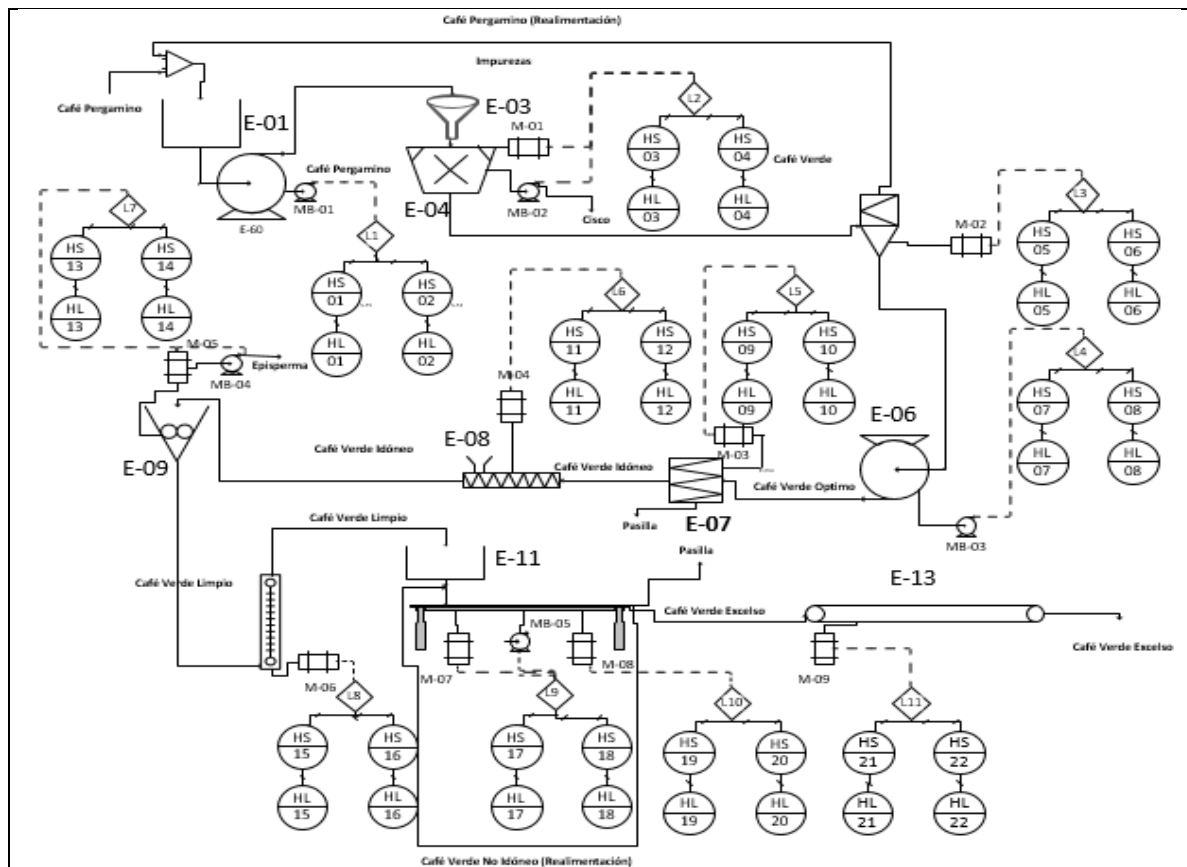 Café Pergamino (Realimentación)
Impurezas
Café Pergamino
E-01
E-03
M-01
L2
HS 03
HS 04
HL 03
HL 04
Café Verde
Café Pergamino
MB-01
E-60
E-04
MB-02
Cisco
L3
M-02
HS 05
HS 06
HL 05
HL 06
L7
HS 13
HS 14
HL 13
HL 14
L1
HS 01
HS 02
HL 01
HL 02
L6
HS 11
HS 12
HL 11
HL 12
L5
HS 09
HS 10
HL 09
HL 10
L4
HS 07
HS 08
HL 07
HL 08
M-05
MB-04
Episperma
M-04
M-03
E-06
E-09
Café Verde Idóneo
E-08
Café Verde Idóneo
Café Verde Optimo
Pasilla
E-07
MB-03
Café Verde Limpio
E-11
Pasilla
Café Verde Limpio
E-13
Café Verde Excelso
Café Verde Excelso
MB-05
M-06
M-07
M-08
M-09
L8
L9
L10
L11
HS 15
HS 16
HS 17
HS 18
HS 19
HS 20
HS 21
HS 22
HL 15
HL 16
HL 17
HL 18
HL 19
HL 20
HL 21
HL 22
Café Verde No Idóneo (Realimentación)